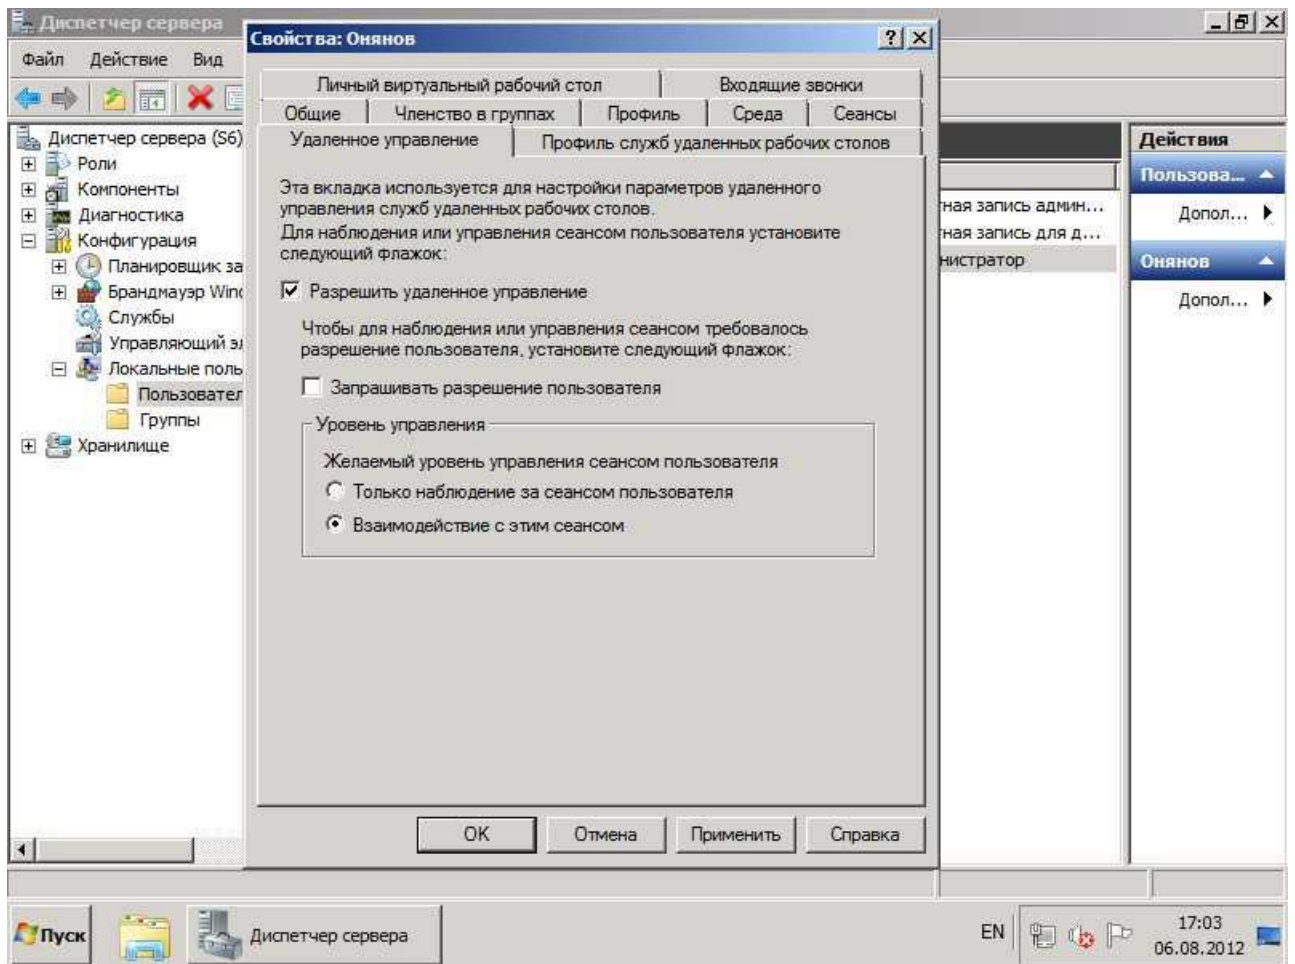 Диспетчер сервера
Файл Действие Вид
Диспетчер сервера (S6)
Роли
Компоненты
Диагностика
Конфигурация
Планировщик за
Брандмауэр Winc
Службы
Управляющий эл
Локальные поль
Пользовател
Группы
Хранилище
Свойства: Онянов
Личный виртуальный рабочий стол Входящие звонки
Общие Членство в группах Профиль Среда Сеансы
Удаленное управление Профиль служб удаленных рабочих столов
Эта вкладка используется для настройки параметров удаленного
управления служб удаленных рабочих столов.
Для наблюдения или управления сеансом пользователя установите
следующий флажок:
Разрешить удаленное управление
Чтобы для наблюдения или управления сеансом требовалось
разрешение пользователя, установите следующий флажок:
Запрашивать разрешение пользователя
Уровень управления
Желаемый уровень управления сеансом пользователя
Только наблюдение за сеансом пользователя
Взаимодействие с этим сеансом
OK Отмена Применить Справка
ная запись админ...
ная запись для д...
нистратор
Действия
Пользова...
Допол...
Онянов
Допол...
Пуск
Диспетчер сервера
EN
17:03
06.08.2012